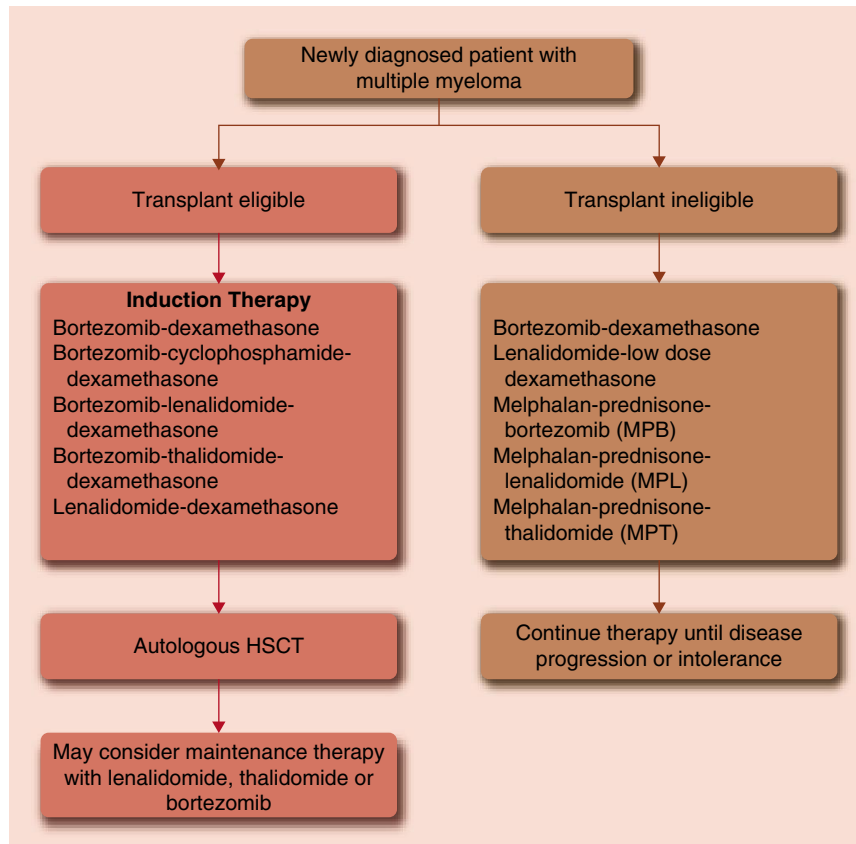 Newly diagnosed patient with
multiple myeloma
Transplant eligible
Transplant ineligible
Induction Therapy
Bortezomib-dexamethasone
Bortezomib-cyclophosphamide-
dexamethasone
Bortezomib-lenalidomide-
dexamethasone
Bortezomib-thalidomide-
dexamethasone
Lenalidomide-dexamethasone
Bortezomib-dexamethasone
Lenalidomide-low dose
dexamethasone
Melphalan-prednisone-
bortezomib (MPB)
Melphalan-prednisone-
lenalidomide (MPL)
Melphalan-prednisone-
thalidomide (MPT)
Autologous HSCT
Continue therapy until disease
progression or intolerance
May consider maintenance therapy
with lenalidomide, thalidomide or
bortezomib